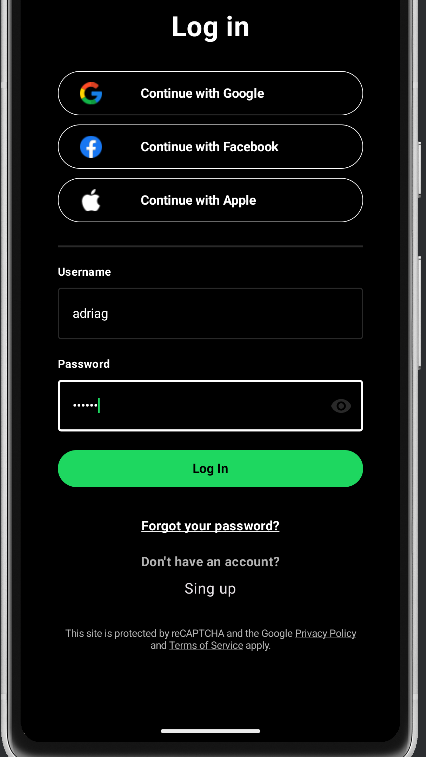 Log in
Continue with Google
Continue with Facebook
Continue with Apple
Username
adriag
Password
••••••
Log In
Forgot your password?
Don't have an account?
Sing up
This site is protected by reCAPTCHA and the Google Privacy Policy
and Terms of Service apply.